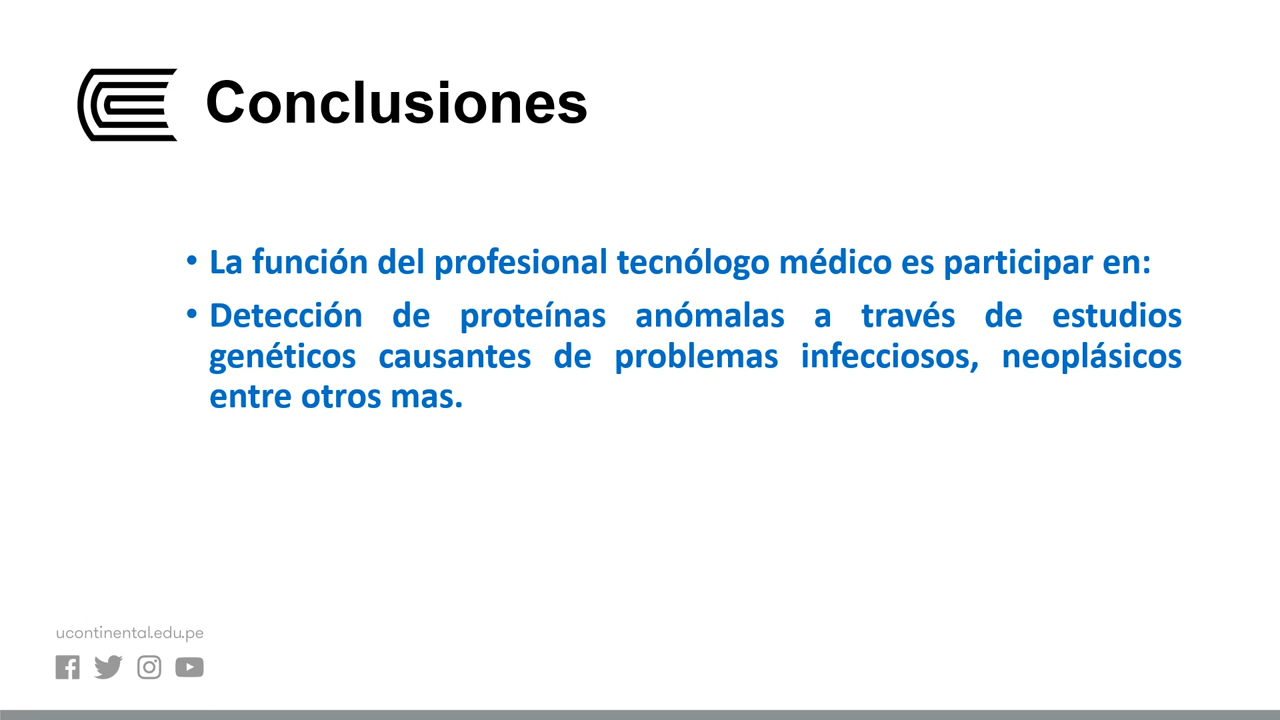 Conclusiones
• La función del profesional tecnólogo médico es participar en:
• Detección de proteínas anómalas a través de estudios
genéticos causantes de problemas infecciosos, neoplásicos
entre otros mas.
ucontinental.edu.pe